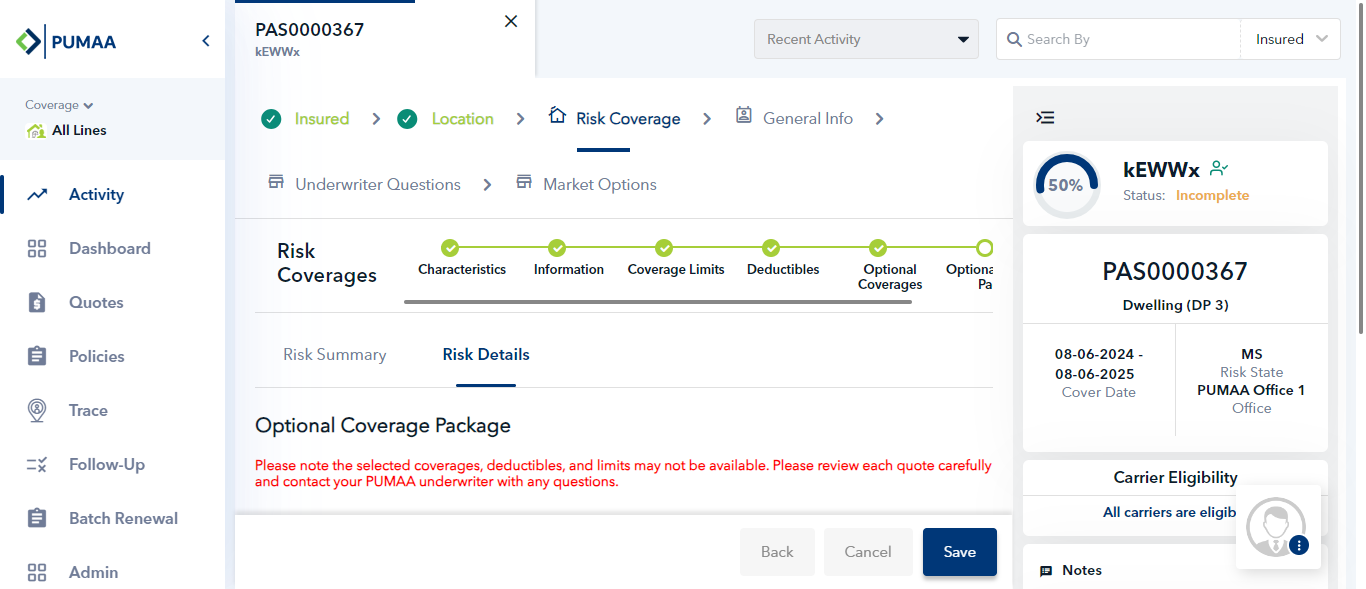 PUMAA
Coverage
All Lines
Activity
Dashboard
Quotes
Policies
Trace
Follow-Up
Batch Renewal
Admin
PAS0000367
kEWWx
Recent Activity
Search By
Insured
Insured
Location
Risk Coverage
General Info
Underwriter Questions
Market Options
Risk
Coverages
Characteristics
Information
Coverage Limits
Deductibles
Optional
Coverages
Optiona
Pa
Risk Summary
Risk Details
Optional Coverage Package
Please note the selected coverages, deductibles, and limits may not be available. Please review each quote carefully
and contact your PUMAA underwriter with any questions.
Back
Cancel
Save
50%
kEWWx
Status: Incomplete
PAS0000367
Dwelling (DP 3)
08-06-2024 -
08-06-2025
Cover Date
MS
Risk State
PUMAA Office 1
Office
Carrier Eligibility
All carriers are eligib
Notes